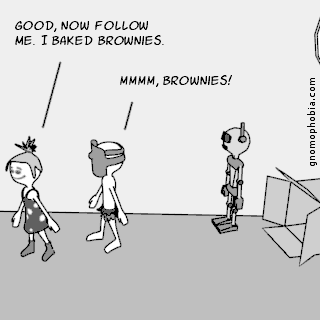 GOOD, NOW FOLLOW
ME. I BAKED BROWNIES.
MMMM, BROWNIES!
gnomophobia.com